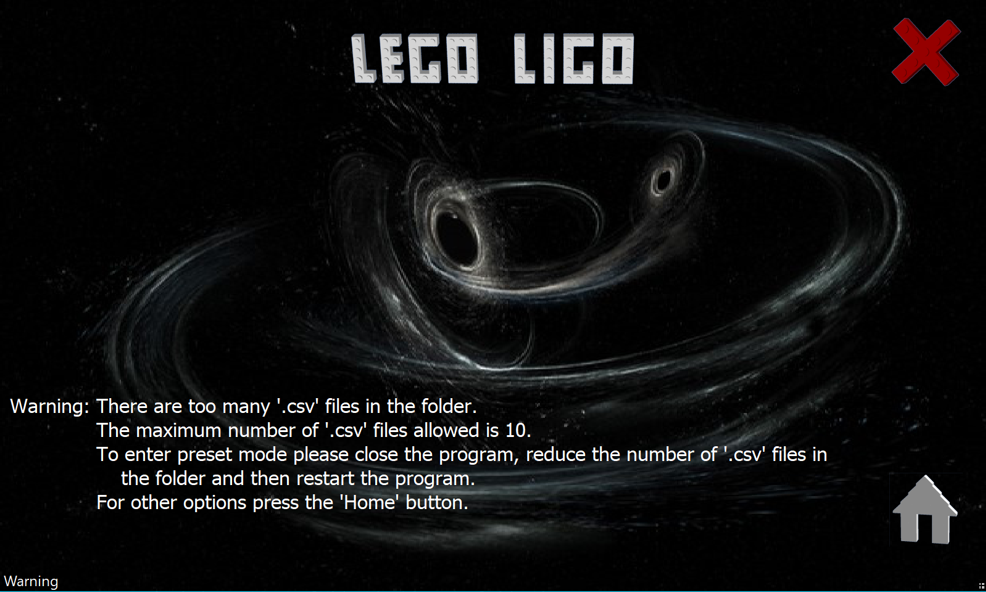 LEGO LIGO
Warning: There are too many '.csv' files in the folder.
The maximum number of '.csv' files allowed is 10.
To enter preset mode please close the program, reduce the number of '.csv' files in
the folder and then restart the program.
For other options press the 'Home' button.
Warning